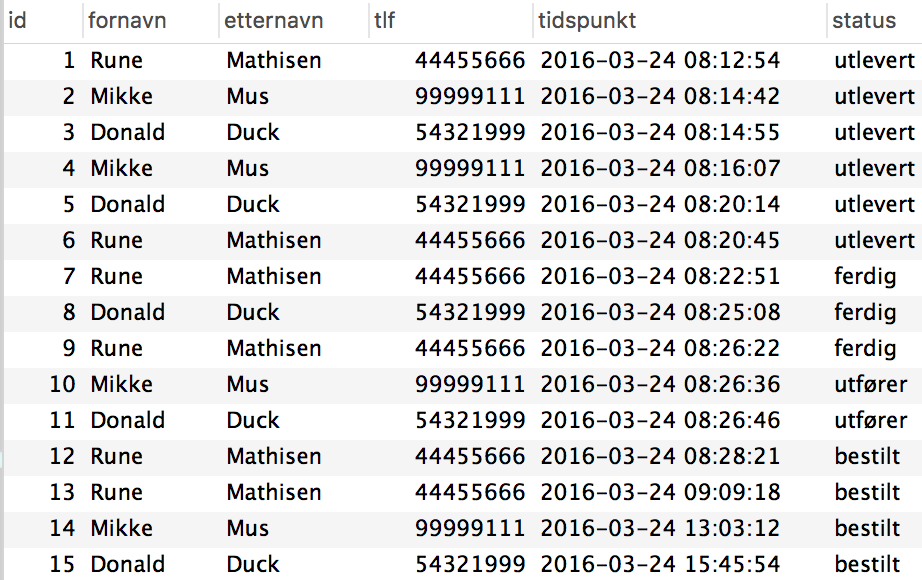 id fornavn etternavn tlf tidspunkt status
1 Rune Mathisen 44455666 2016-03-24 08:12:54 utlevert
2 Mikke Mus 99999111 2016-03-24 08:14:42 utlevert
3 Donald Duck 54321999 2016-03-24 08:14:55 utlevert
4 Mikke Mus 99999111 2016-03-24 08:16:07 utlevert
5 Donald Duck 54321999 2016-03-24 08:20:14 utlevert
6 Rune Mathisen 44455666 2016-03-24 08:20:45 utlevert
7 Rune Mathisen 44455666 2016-03-24 08:22:51 ferdig
8 Donald Duck 54321999 2016-03-24 08:25:08 ferdig
9 Rune Mathisen 44455666 2016-03-24 08:26:22 ferdig
10 Mikke Mus 99999111 2016-03-24 08:26:36 utfører
11 Donald Duck 54321999 2016-03-24 08:26:46 utfører
12 Rune Mathisen 44455666 2016-03-24 08:28:21 bestilt
13 Rune Mathisen 44455666 2016-03-24 09:09:18 bestilt
14 Mikke Mus 99999111 2016-03-24 13:03:12 bestilt
15 Donald Duck 54321999 2016-03-24 15:45:54 bestilt